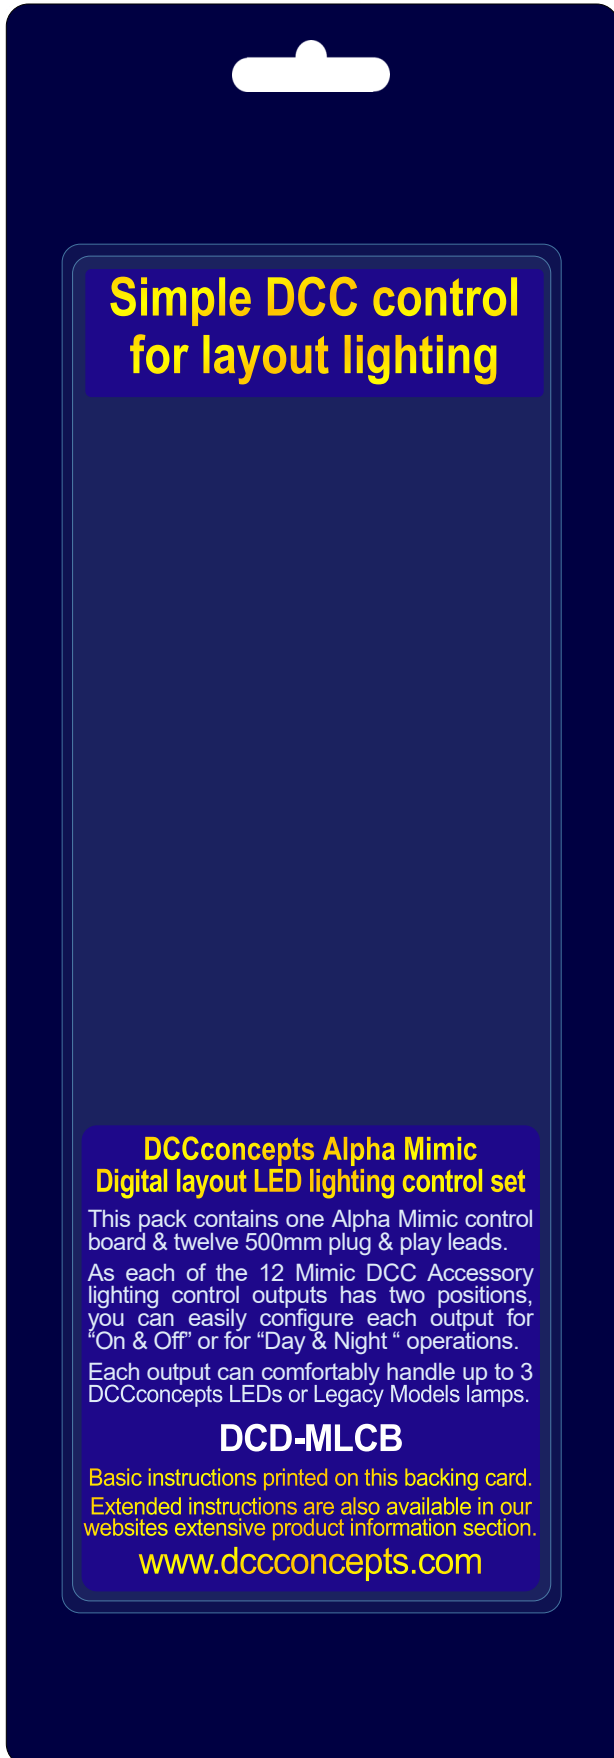 Simple DCC control
for layout lighting
DCCconcepts Alpha Mimic
Digital layout LED lighting control set
This pack contains one Alpha Mimic control
board & twelve 500mm plug & play leads.
As each of the 12 Mimic DCC Accessory
lighting control outputs has two positions,
you can easily configure each output for
“On & Off” or for “Day & Night “ operations.
Each output can comfortably handle up to 3
DCCconcepts LEDs or Legacy Models lamps.
DCD-MLCB
Basic instructions printed on this backing card.
Extended instructions are also available in our
websites extensive product information section.
www.dccconcepts.com